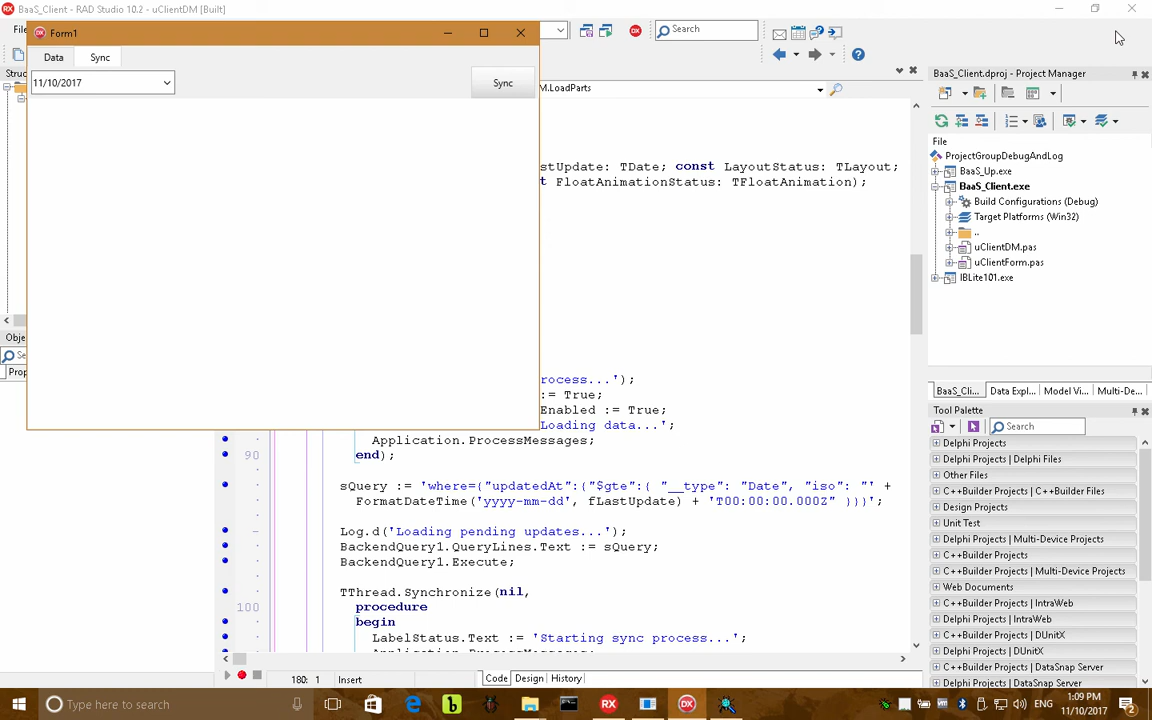 BaaS_Client - RAD Studio 10.2 - uClientDM [Built]
Form1
Search
Data
Sync
11/10/2017
Sync
M.LoadParts
BaaS_Client.dproj - Project Manager
File
ProjectGroupDebugAndLog
BaaS_Up.exe
BaaS_Client.exe
Build Configurations (Debug)
Target Platforms (Win32)
..
uClientDM.pas
uClientForm.pas
IBLite101.exe
BaaS_Cli...
Data Expl...
Model Vi...
Multi-De...
Tool Palette
Search
Delphi Projects
Delphi Projects | Delphi Files
Other Files
C++Builder Projects | C++Builder Files
Design Projects
Unit Test
Delphi Projects | Multi-Device Projects
C++Builder Projects
C++Builder Projects | Multi-Device Projects
Web Documents
C++Builder Projects | IntraWeb
Delphi Projects | IntraWeb
C++Builder Projects | DUnitX
Delphi Projects | DUnitX
C++Builder Projects | DataSnap Server
Delphi Projects | DataSnap Server
stUpdate: TDate; const LayoutStatus: TLayout;
t FloatAnimationStatus: TFloatAnimation);
rocess...');
:= True;
Enabled := True;
Loading data...';
Application.ProcessMessages;
90 end);
sQuery := 'where={"updatedAt":{"$gte":{ "__type": "Date", "iso": "' +
FormatDateTime('yyyy-mm-dd', fLastUpdate) + 'T00:00:00.000Z" }}}';
Log.d('Loading pending updates...');
BackendQuery1.QueryLines.Text := sQuery;
BackendQuery1.Execute;
TThread.Synchronize(nil,
100 procedure
begin
LabelStatus.Text := 'Starting sync process...';
180: 1
Insert
Code
Design
History
Type here to search
ENG
1:09 PM
11/10/2017
2